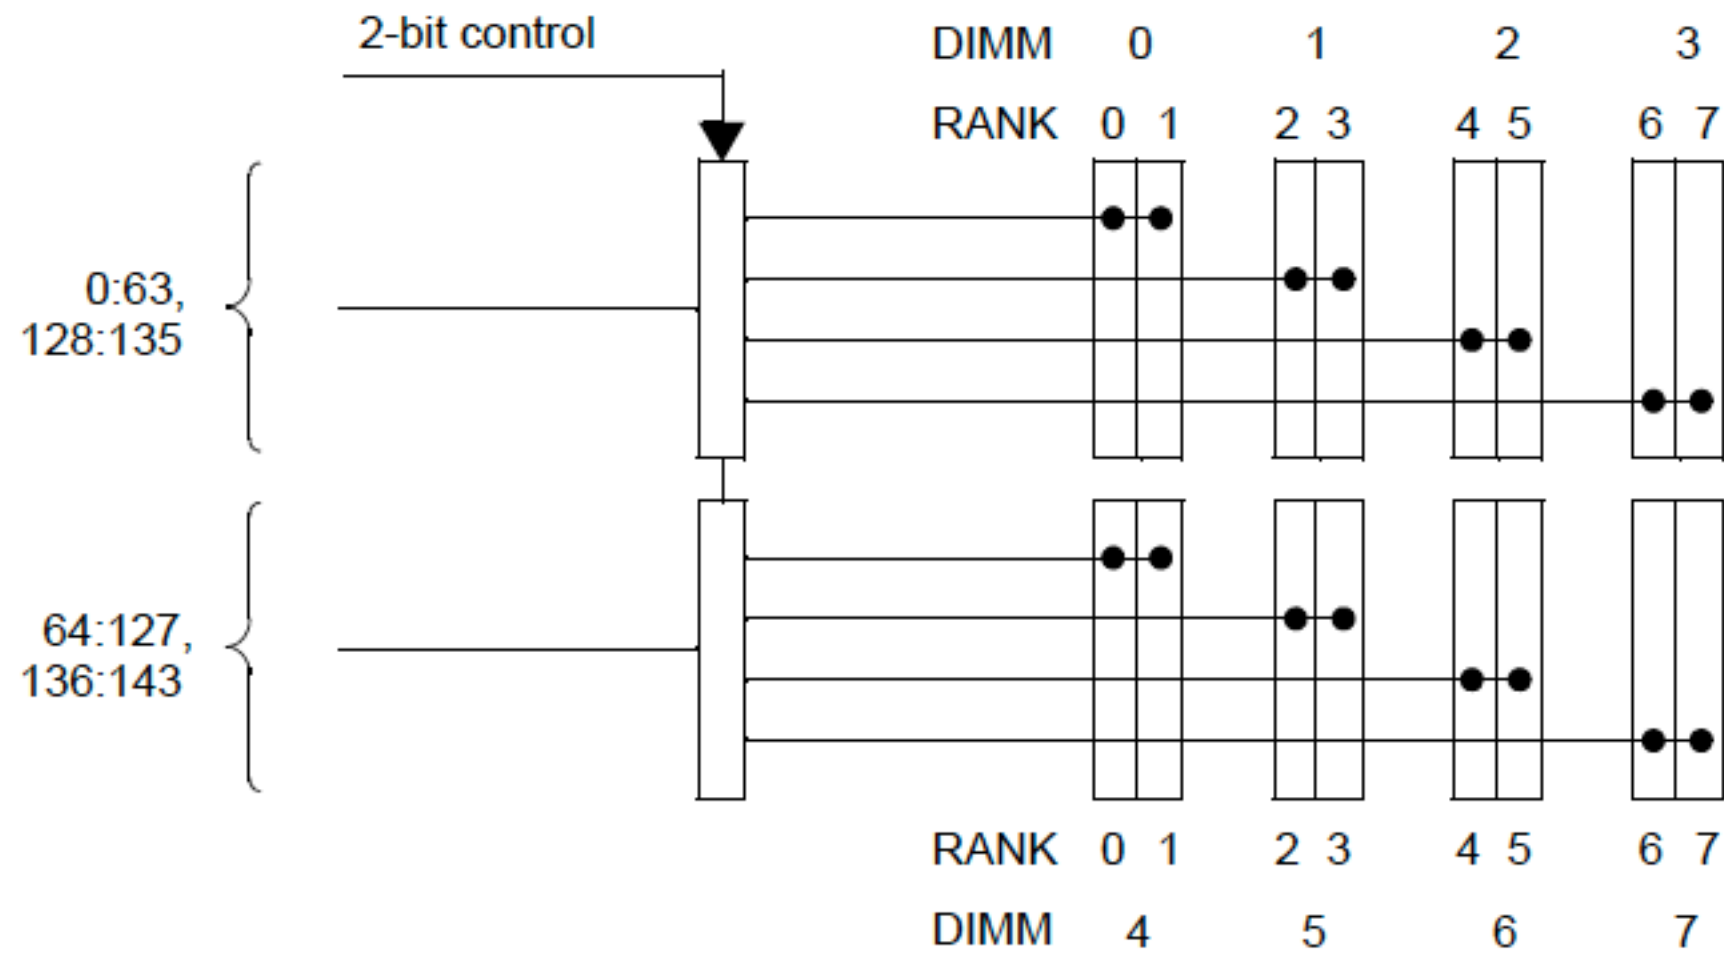 2-bit control
DIMM 0 1 2 3
RANK 0 1 2 3 4 5 6 7
0:63,
128:135
64:127,
136:143
RANK 0 1 2 3 4 5 6 7
DIMM 4 5 6 7